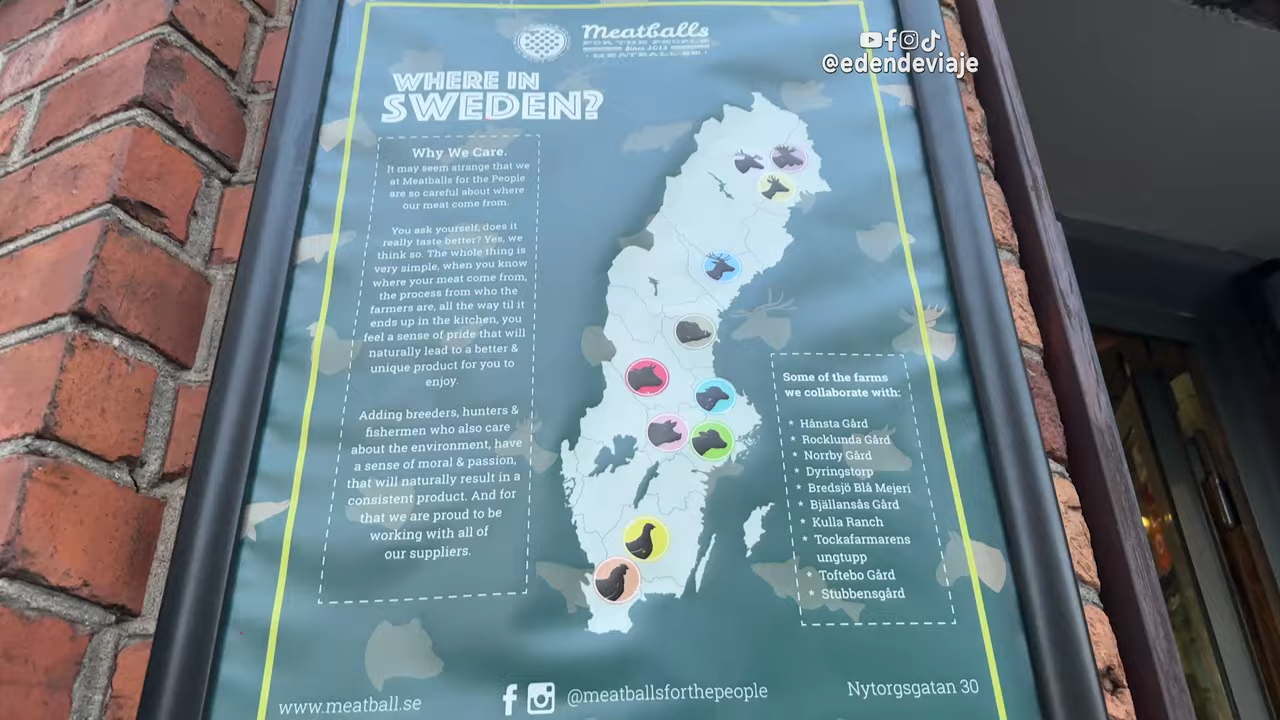 Meatballs
FOR THE PEOPLE
Since 2013
@edendeviaje
WHERE IN
SWEDEN?
Why We Care.
It may seem strange that we
at Meatballs for the People
are so careful about where
our meat come from.
You ask yourself, does it
really taste better? Yes, we
think so. The whole thing is
very simple, when you know
where your meat come from,
the process from who the
farmers are, all the way til it
ends up in the kitchen, you
feel a sense of pride that will
naturally lead to a better &
unique product for you to
enjoy.
Adding breeders, hunters &
fishermen who also care
about the environment, have
a sense of moral & passion,
that will naturally result in a
consistent product. And for
that we are proud to be
working with all of
our suppliers.
Some of the farms
we collaborate with:
* Hånsta Gård
* Rocklunda Gård
* Norrby Gård
* Dyringstorp
* Bredsjö Blå Mejeri
* Bjällansås Gård
* Kulla Ranch
* Tockafarmarens
ungtupp
* Toftebo Gård
* Stubbensgård
www.meatball.se
@meatballsforthepeople
Nytorgsgatan 30